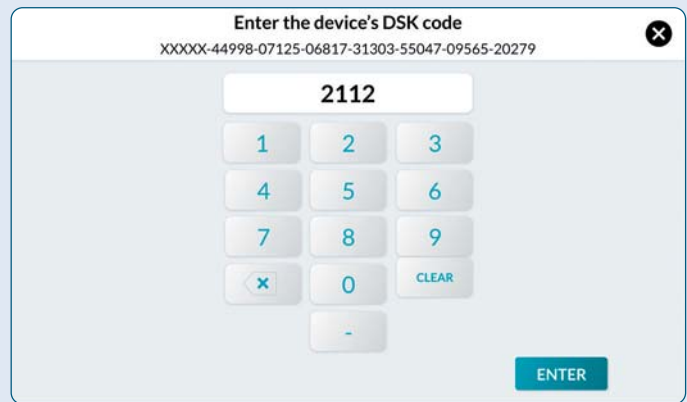 Enter the device's DSK code
XXXXX-44998-07125-06817-31303-55047-09565-20279
2112
1 2 3
4 5 6
7 8 9
0 CLEAR
-
ENTER